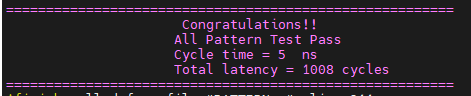 ============================================================
Congratulations!!
All Pattern Test Pass
Cycle time = 5  ns
Total latency = 1008 cycles
============================================================